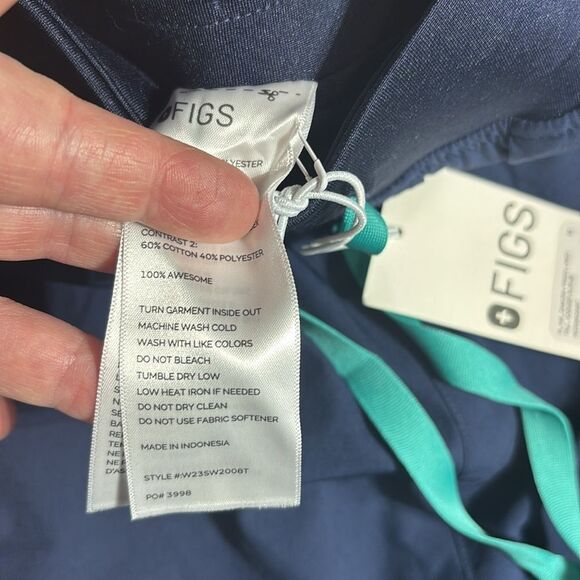 FIGS
POLYESTER
CONTRAST 2:
60% COTTON 40% POLYESTER
100% AWESOME
TURN GARMENT INSIDE OUT
MACHINE WASH COLD
WASH WITH LIKE COLORS
DO NOT BLEACH
TUMBLE DRY LOW
LOW HEAT IRON IF NEEDED
DO NOT DRY CLEAN
DO NOT USE FABRIC SOFTENER
MADE IN INDONESIA
STYLE #:W23SW2008T
PO# 3998
FIGS